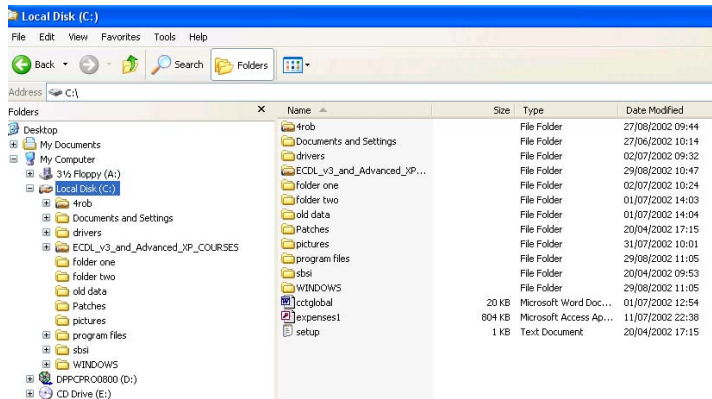 Local Disk (C:)
File Edit View Favorites Tools Help
Back Search Folders
Address C:\
Folders x Name Size Type Date Modified
Desktop
My Documents
My Computer
3½ Floppy (A:)
Local Disk (C:)
4rob
Documents and Settings
drivers
ECDL_v3_and_Advanced_XP_COURSES
folder one
folder two
old data
Patches
pictures
program files
sbsi
WINDOWS
DPPCPRO0800 (D:)
CD Drive (E:)
4rob File Folder 27/08/2002 09:44
Documents and Settings File Folder 27/06/2002 10:14
drivers File Folder 02/07/2002 09:32
ECDL_v3_and_Advanced_XP... File Folder 29/08/2002 10:47
folder one File Folder 02/07/2002 10:24
folder two File Folder 01/07/2002 14:03
old data File Folder 01/07/2002 14:04
Patches File Folder 20/04/2002 17:15
pictures File Folder 31/07/2002 10:01
program files File Folder 29/08/2002 11:05
sbsi File Folder 20/04/2002 09:53
WINDOWS File Folder 29/08/2002 11:05
cctglobal 20 KB Microsoft Word Doc... 01/07/2002 12:54
expenses1 804 KB Microsoft Access Ap... 11/07/2002 22:38
setup 1 KB Text Document 20/04/2002 17:15